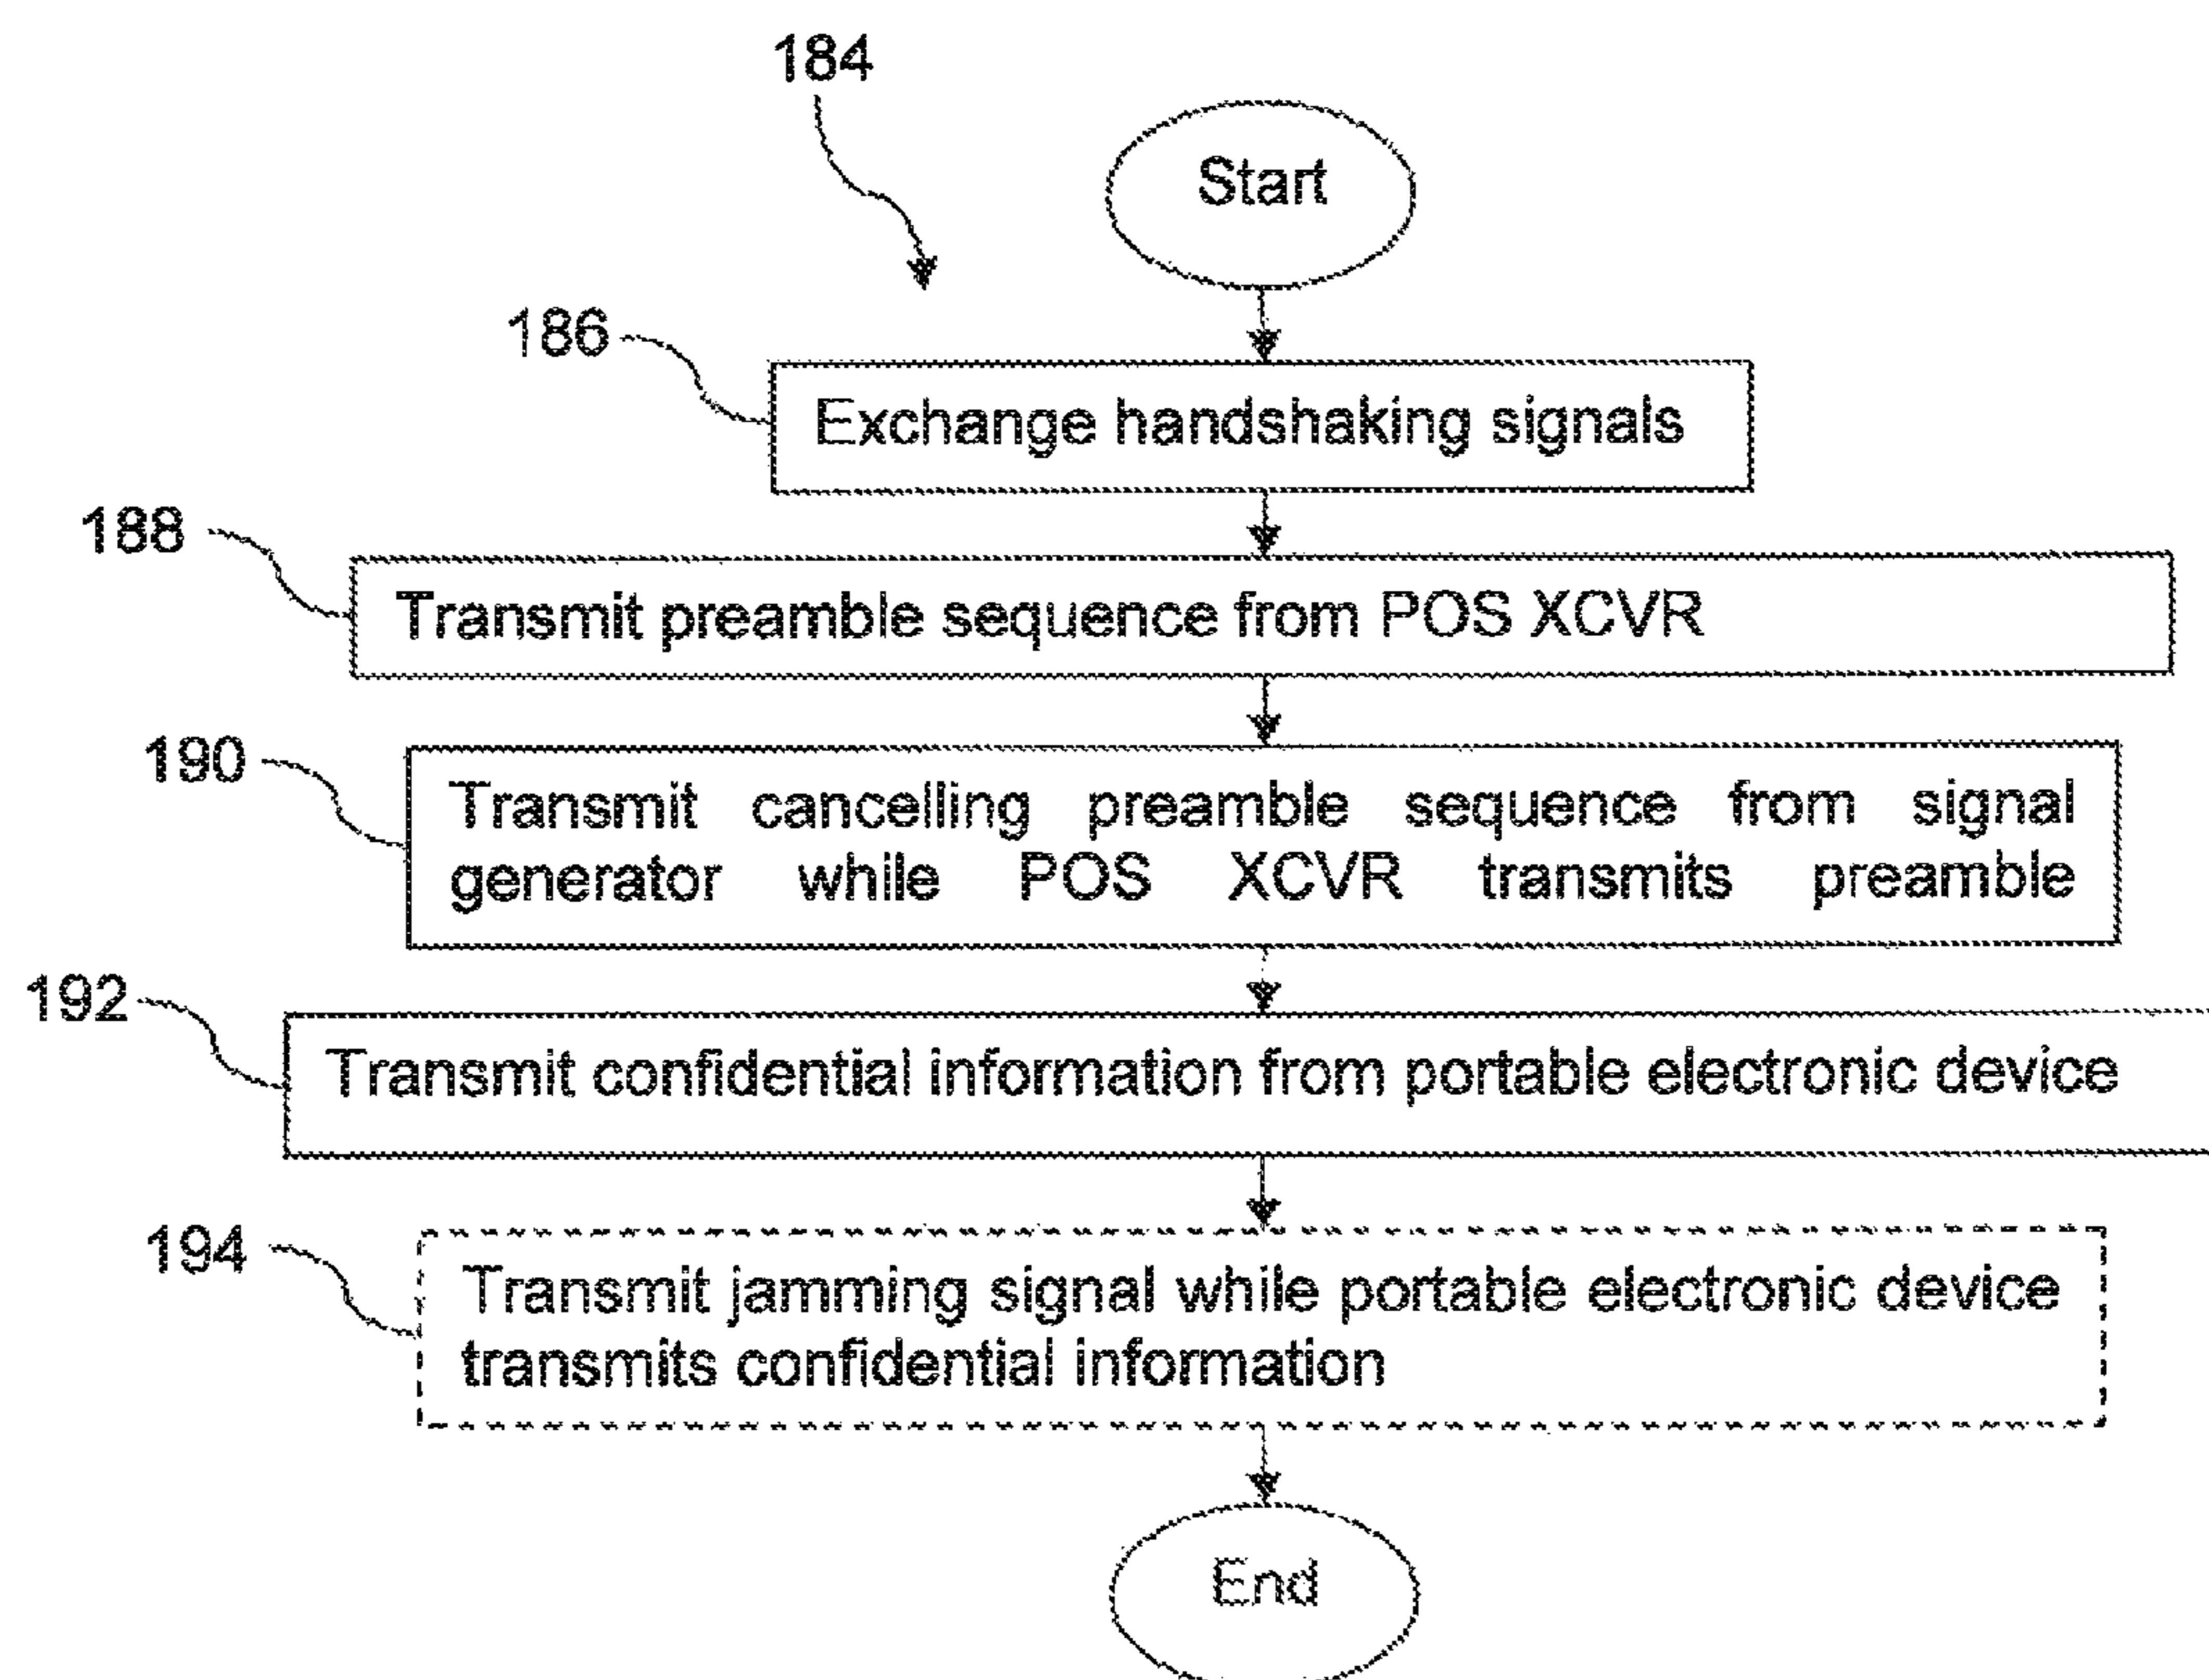 184
Start
186
Exchange handshaking signals
188
Transmit preamble sequence from POS XCVR
190
Transmit cancelling preamble sequence from signal
generator while POS XCVR transmits preamble
192
Transmit confidential information from portable electronic device
194
Transmit jamming signal while portable electronic device
transmits confidential information
End